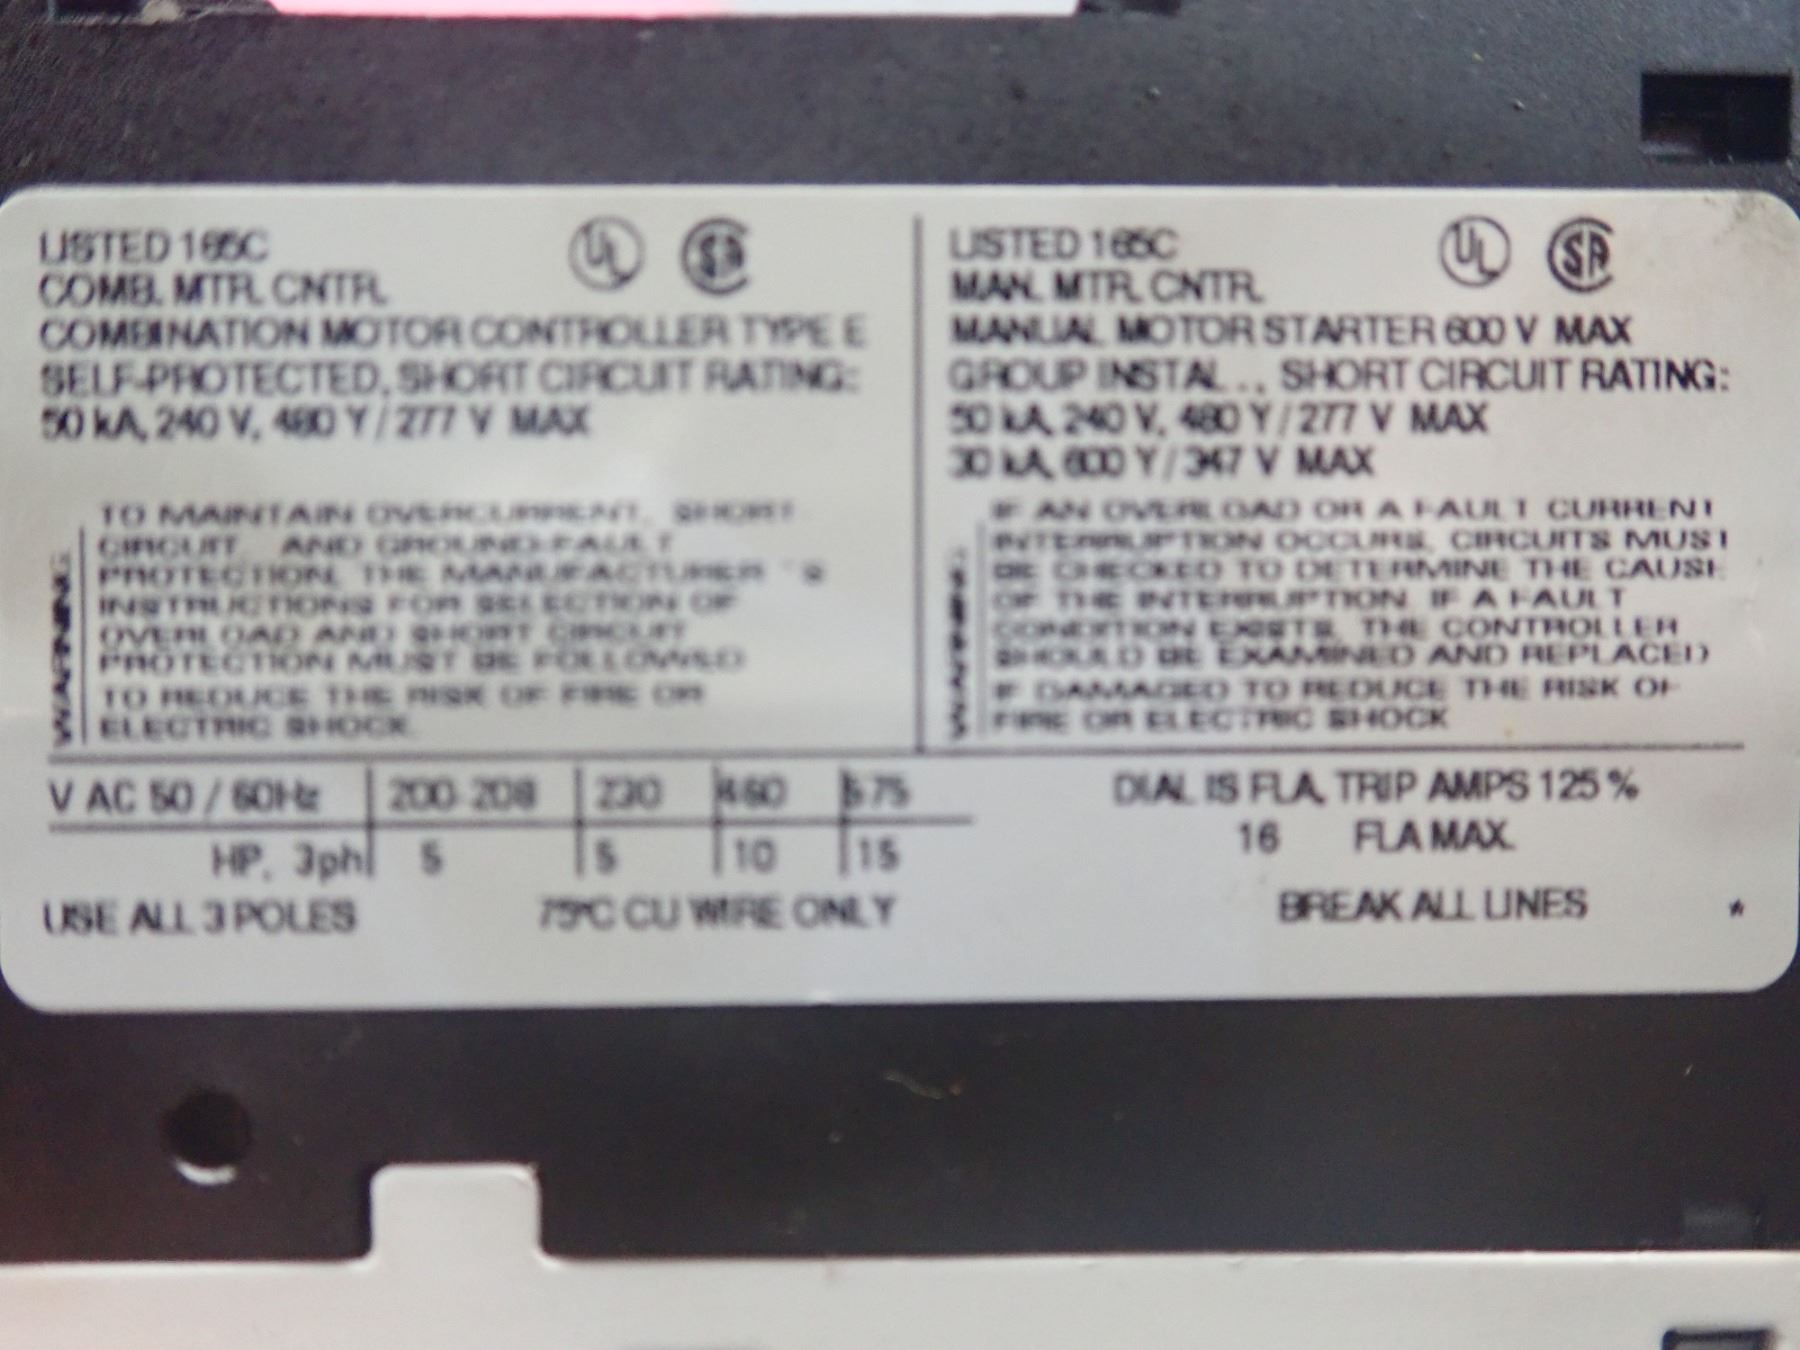 LISTED 165C UL SA
COMB. MTR. CNTR.
COMBINATION MOTOR CONTROLLER TYPE E
SELF-PROTECTED, SHORT CIRCUIT RATING:
50 kA, 240 V, 480 Y / 277 V MAX
WARNING:
TO MAINTAIN OVERCURRENT, SHORT
CIRCUIT, AND GROUND-FAULT
PROTECTION, THE MANUFACTURER 'S
INSTRUCTIONS FOR SELECTION OF
OVERLOAD AND SHORT CIRCUIT
PROTECTION MUST BE FOLLOWED
TO REDUCE THE RISK OF FIRE OR
ELECTRIC SHOCK.
LISTED 165C UL SA
MAN. MTR. CNTR.
MANUAL MOTOR STARTER 600 V MAX
GROUP INSTAL.., SHORT CIRCUIT RATING:
50 kA, 240 V, 480 Y / 277 V MAX
30 kA, 600 Y / 347 V MAX
WARNING:
IF AN OVERLOAD OR A FAULT CURRENT
INTERRUPTION OCCURS, CIRCUITS MUST
BE CHECKED TO DETERMINE THE CAUSE
OF THE INTERRUPTION. IF A FAULT
CONDITION EXISTS, THE CONTROLLER
SHOULD BE EXAMINED AND REPLACED
IF DAMAGED TO REDUCE THE RISK OF
FIRE OR ELECTRIC SHOCK
V AC 50 / 60Hz 200-208 230 460 575
HP, 3ph 5 5 10 15
DIAL IS FLA, TRIP AMPS 125 %
16 FLA MAX.
USE ALL 3 POLES 75°C CU WIRE ONLY BREAK ALL LINES *